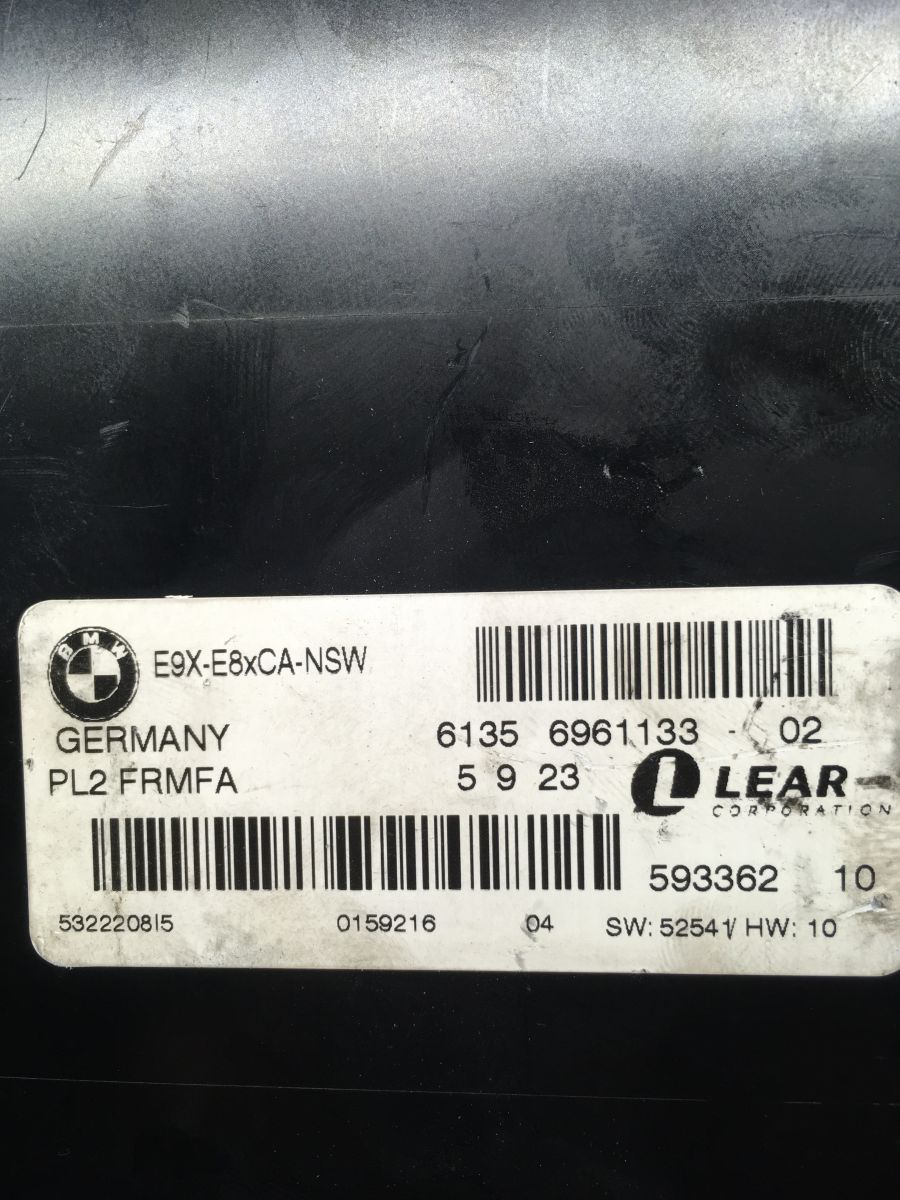 BMW
E9X-E8xCA-NSW
GERMANY
6135 6961133 - 02
PL2 FRMFA
5 9 23
LEAR
CORPORATION
593362 10
5322208I5 0159216 04 SW: 52541/ HW: 10